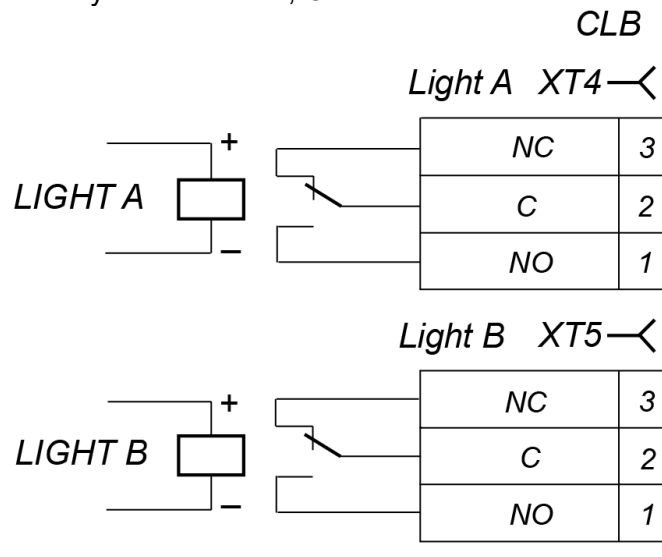 CLB
Light A XT4
+
NC 3
LIGHT A
C 2
–
NO 1
Light B XT5
+
NC 3
LIGHT B
C 2
–
NO 1